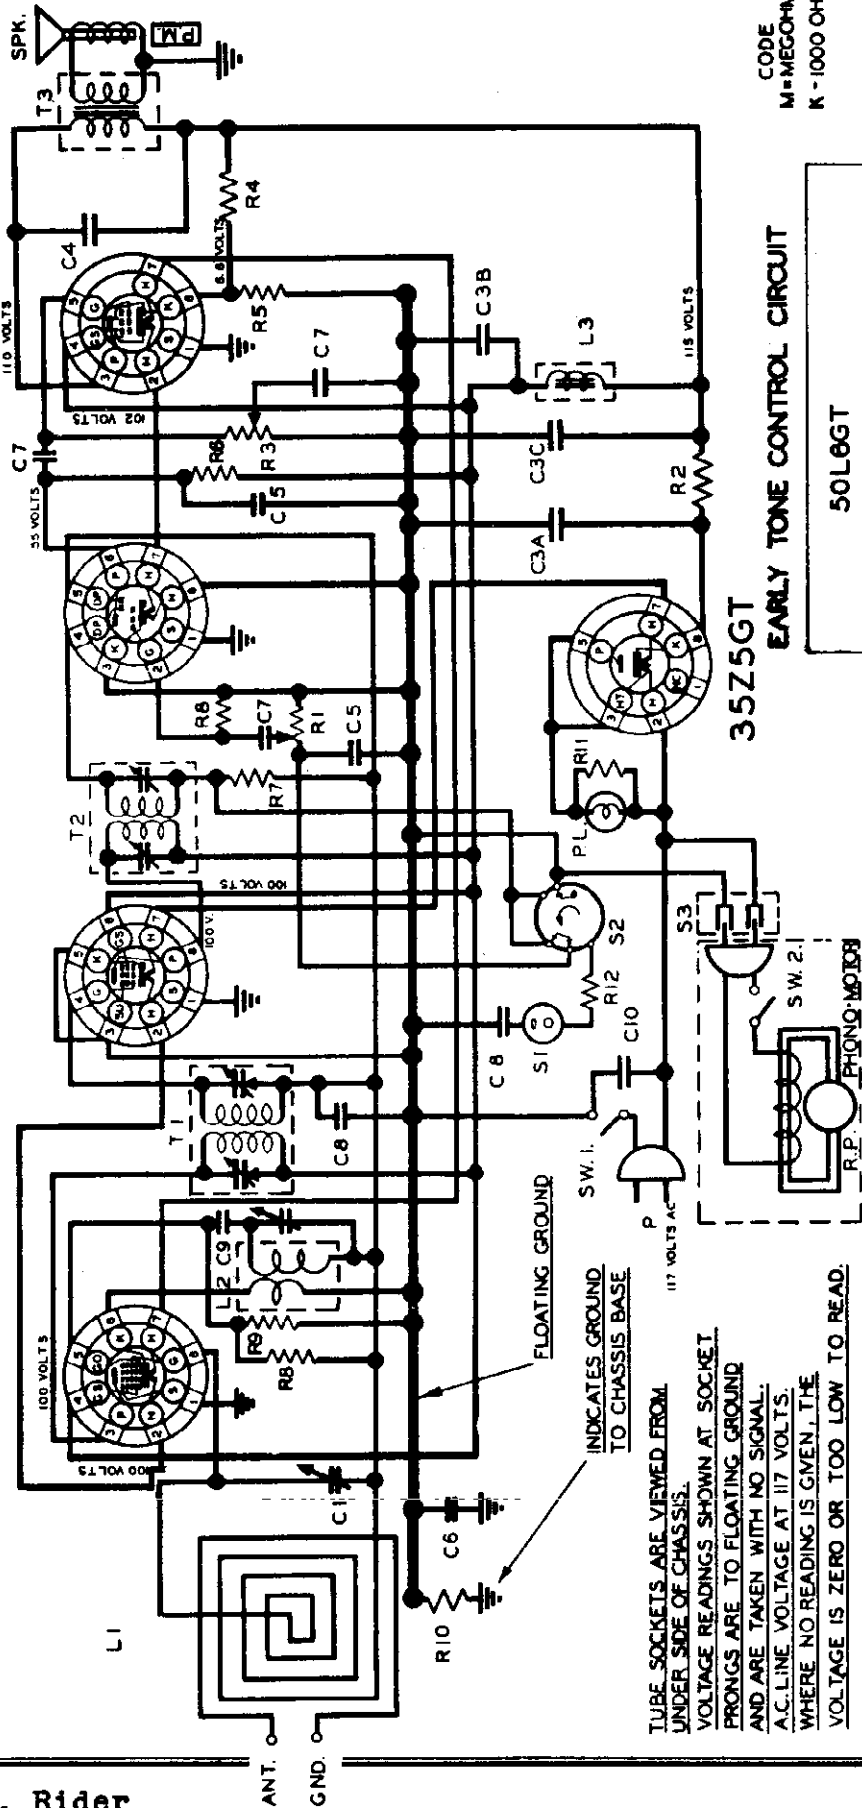 SPK.
P.M.
T3
110 VOLTS
C4
R4
6.8 VOLTS
R5
C7
102 VOLTS
C7
R6
R3
C3B
L3
115 VOLTS
55 VOLTS
C5
C3C
C3A
R2
EARLY TONE CONTROL CIRCUIT
50L6GT
35Z5GT
CODE
M=MEGOHM
K-1000 OH
R8
C7
R1
C5
T2
R7
100 VOLTS
100 V.
P.L.
R11
S2
S3
SW.2.
R12
S1
C8
C10
T1
C8
SW.1.
P
117 VOLTS AC
R.P.
PHONO-MOTOR
100 VOLTS
100 VOLTS
L2
C9
R9
R8
C1
L1
C6
R10
ANT.
GND.
FLOATING GROUND
INDICATES GROUND
TO CHASSIS BASE
TUBE SOCKETS ARE VIEWED FROM
UNDER SIDE OF CHASSIS.
VOLTAGE READINGS SHOWN AT SOCKET
PRONGS ARE TO FLOATING GROUND
AND ARE TAKEN WITH NO SIGNAL.
A.C. LINE VOLTAGE AT 117 VOLTS.
WHERE NO READING IS GIVEN, THE
VOLTAGE IS ZERO OR TOO LOW TO READ.
Rider